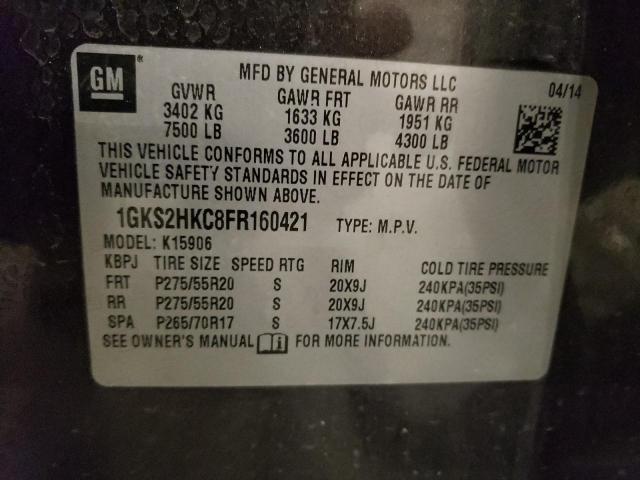 GM ®
MFD BY GENERAL MOTORS LLC
04/14
GVWR GAWR FRT GAWR RR
3402 KG 1633 KG 1951 KG
7500 LB 3600 LB 4300 LB
THIS VEHICLE CONFORMS TO ALL APPLICABLE U.S. FEDERAL MOTOR
VEHICLE SAFETY STANDARDS IN EFFECT ON THE DATE OF
MANUFACTURE SHOWN ABOVE.
1GKS2HKC8FR160421 TYPE: M.P.V.
MODEL: K15906
KBPJ TIRE SIZE SPEED RTG RIM COLD TIRE PRESSURE
FRT P275/55R20 S 20X9J 240KPA(35PSI)
RR P275/55R20 S 20X9J 240KPA(35PSI)
SPA P265/70R17 S 17X7.5J 240KPA(35PSI)
SEE OWNER'S MANUAL i FOR MORE INFORMATION.